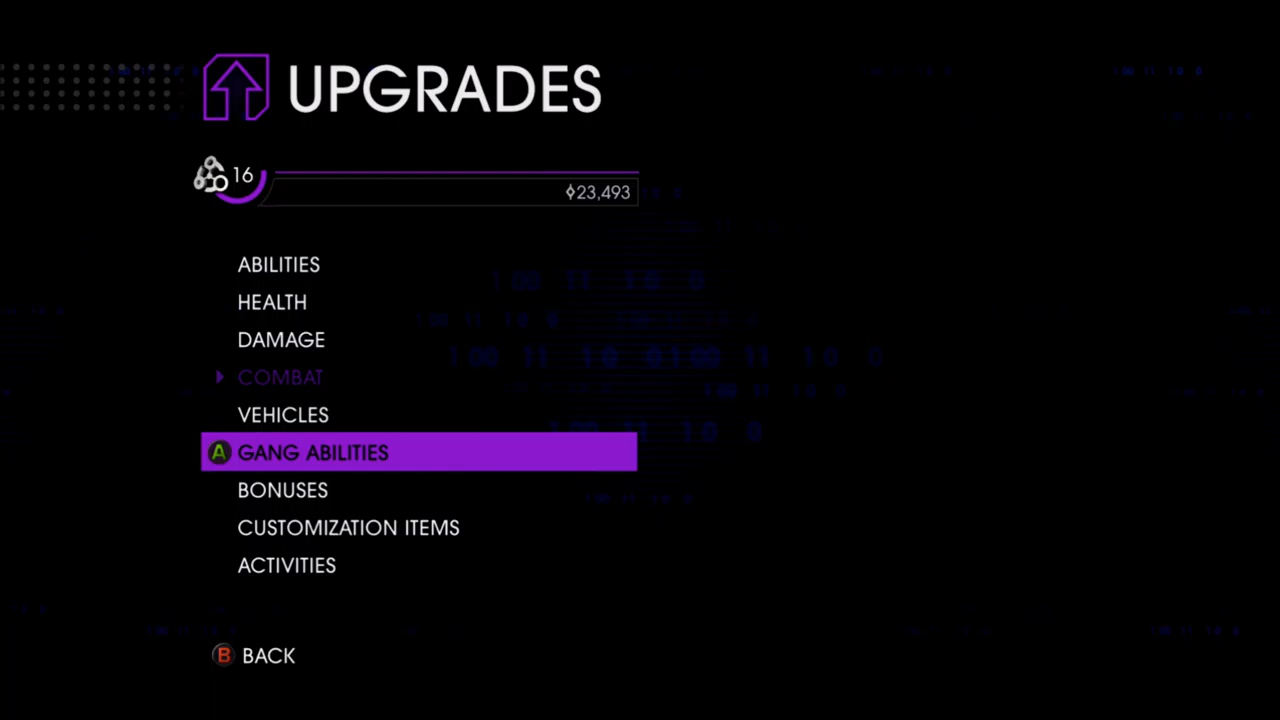 UPGRADES
16
23,493
ABILITIES
HEALTH
DAMAGE
COMBAT
VEHICLES
A GANG ABILITIES
BONUSES
CUSTOMIZATION ITEMS
ACTIVITIES
B BACK